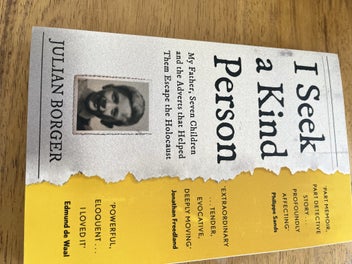 I Seek
a Kind
Person
My Father, Seven Children
and the Adverts that Helped
Them Escape the Holocaust
JULIAN BORGER
'PART MEMOIR,
PART DETECTIVE
STORY ...
PROFOUNDLY
AFFECTING'
Philippe Sands
'EXTRAORDINARY
... TENDER,
EVOCATIVE,
DEEPLY MOVING'
Jonathan Freedland
'POWERFUL,
ELOQUENT ...
I LOVED IT'
Edmund de Waal